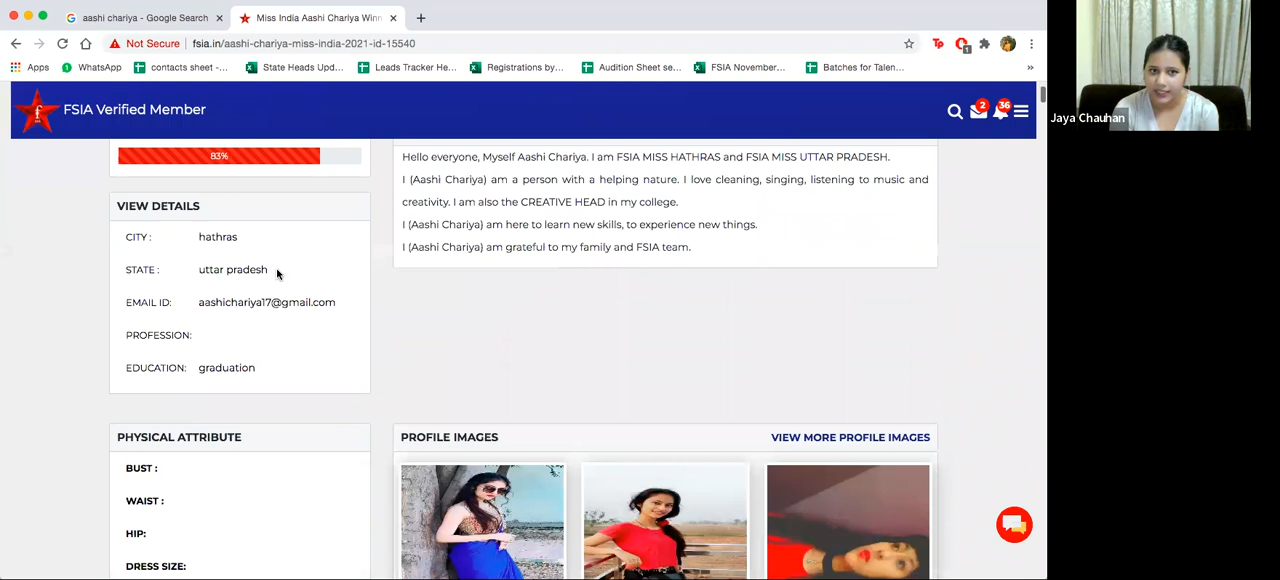 aashi chariya - Google Search
Miss India Aashi Chariya Winn
Not Secure
fsia.in/aashi-chariya-miss-india-2021-id-15540
Apps
WhatsApp
contacts sheet -...
State Heads Upd...
Leads Tracker He...
Registrations by...
Audition Sheet se...
FSIA November...
Batches for Talen...
»
FSIA Verified Member
2
36
Jaya Chauhan
83%
Hello everyone, Myself Aashi Chariya. I am FSIA MISS HATHRAS and FSIA MISS UTTAR PRADESH.
I (Aashi Chariya) am a person with a helping nature. I love cleaning, singing, listening to music and
creativity. I am also the CREATIVE HEAD in my college.
I (Aashi Chariya) am here to learn new skills, to experience new things.
I (Aashi Chariya) am grateful to my family and FSIA team.
VIEW DETAILS
CITY : hathras
STATE : uttar pradesh
EMAIL ID: aashichariya17@gmail.com
PROFESSION:
EDUCATION: graduation
PHYSICAL ATTRIBUTE
BUST :
WAIST :
HIP:
DRESS SIZE:
PROFILE IMAGES
VIEW MORE PROFILE IMAGES